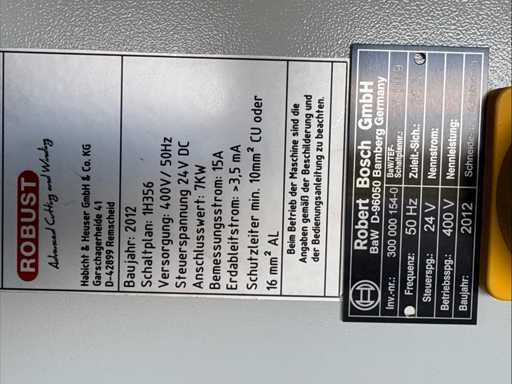 ROBUST
Advanced Cutting and Winding
Habicht & Heuser GmbH & Co. KG
Garschagerheide 41
D-42899 Remscheid
Baujahr: 2012
Schaltplan: 1H356
Versorgung: 400V/ 50Hz
Steuerspannung 24V DC
Anschlusswert: 7KW
Bemessungsstrom: 15A
Erdableitstrom: >3,5 mA
Schutzleiter min. 10mm² CU oder
16 mm² AL
Beim Betrieb der Maschine sind die
Angaben gemäß der Beschilderung und
der Bedienungsanleitung zu beachten.
BOSCH
Robert Bosch GmbH
BaW D-96050 Bamberg Germany
Inv.-nr.: 300 000 154-0 BaW/TEF- Schaltplannr.:
Frequenz: 50 Hz Zuleit.-Sich.:
Steuerspg.: 24 V Nennstrom:
Betriebsspg.: 400 V Nennleistung:
Baujahr: 2012